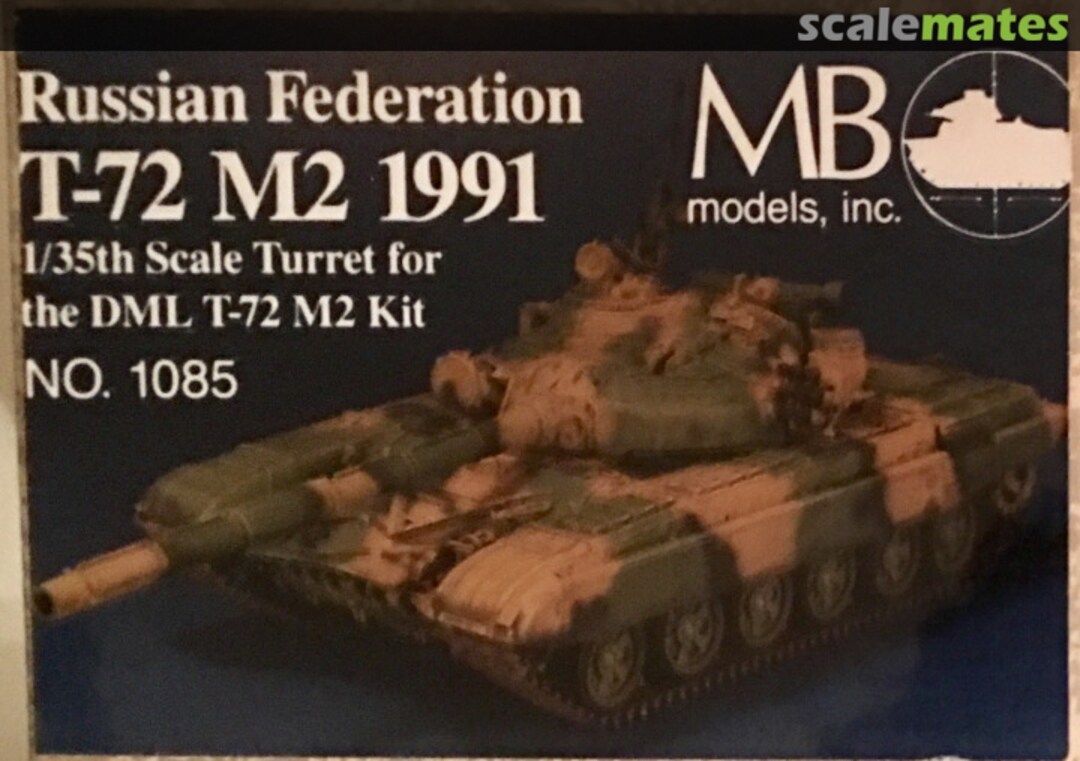 scalemates
Russian Federation
T-72 M2 1991
1/35th Scale Turret for
the DML T-72 M2 Kit
NO. 1085
MB
models, inc.